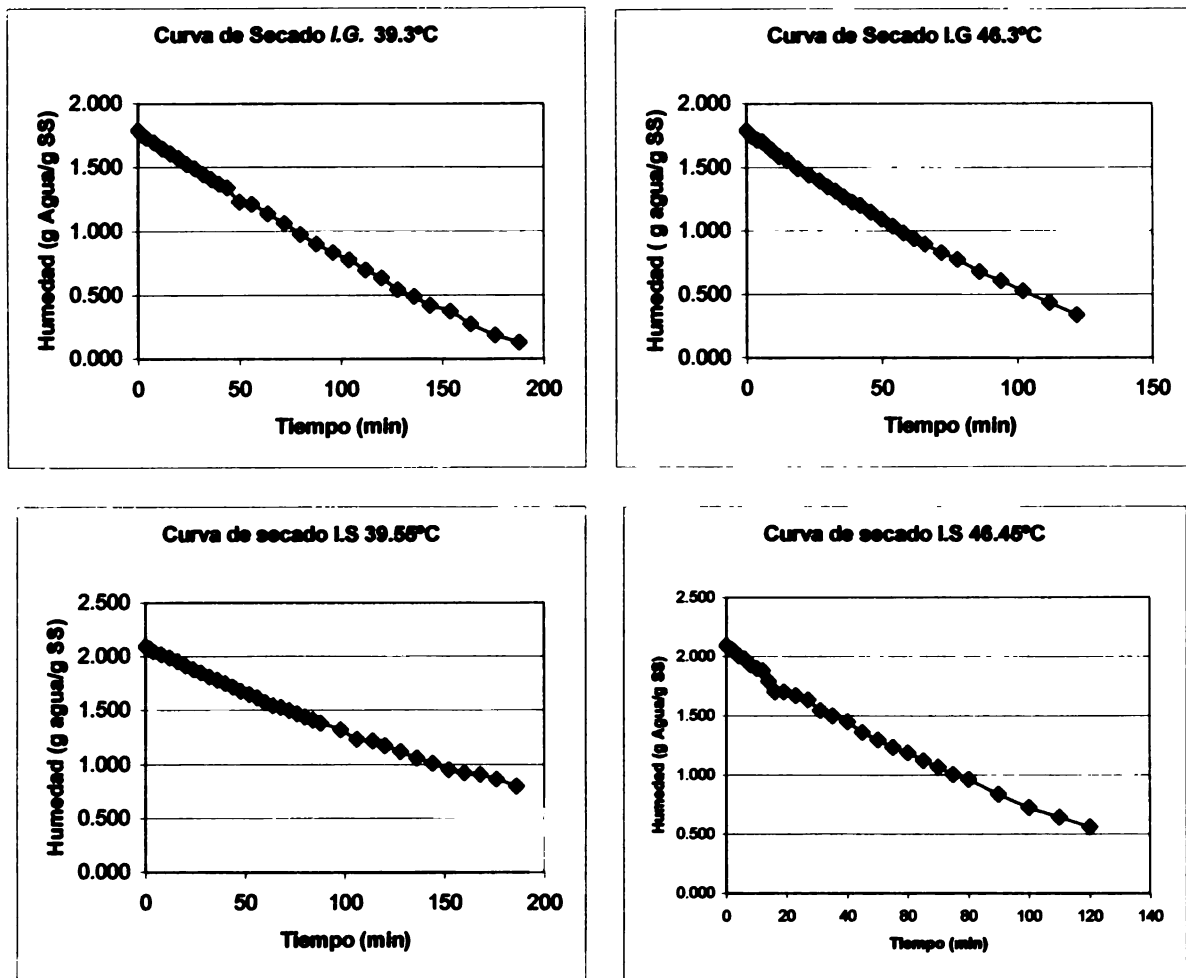 Curva de Secado I.G. 39.3ºC
2.000
1.500
1.000
0.500
0.000
Humedad (g Agua/g SS)
0 50 100 150 200
Tiempo (min)
Curva de Secado I.G 46.3ºC
2.000
1.500
1.000
0.500
0.000
Humedad ( g agua/g SS)
0 50 100 150
Tiempo (min)
Curva de secado I.S 39.55ºC
2.500
2.000
1.500
1.000
0.500
0.000
Humedad (g agua/g SS)
0 50 100 150 200
Tiempo (min)
Curva de secado I.S 46.45ºC
2.500
2.000
1.500
1.000
0.500
0.000
Humedad (g Agua/g SS)
0 20 40 60 80 100 120 140
Tiempo (min)